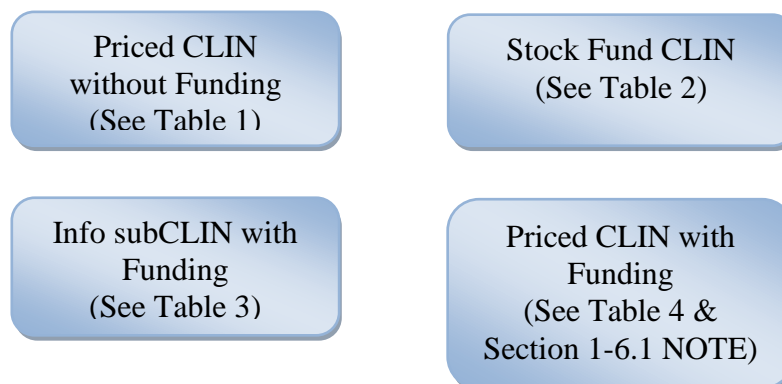 Priced CLIN
without Funding
(See Table 1)
Stock Fund CLIN
(See Table 2)
Info subCLIN with
Funding
(See Table 3)
Priced CLIN with
Funding
(See Table 4 &
Section 1-6.1 NOTE)